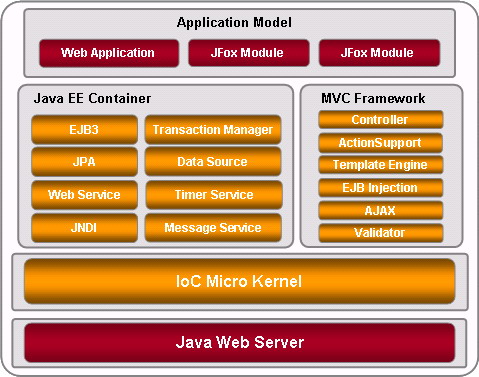 Application Model
Web Application JFox Module JFox Module
Java EE Container
EJB3 Transaction Manager
JPA Data Source
Web Service Timer Service
JNDI Message Service
MVC Framework
Controller
ActionSupport
Template Engine
EJB Injection
AJAX
Validator
IoC Micro Kernel
Java Web Server